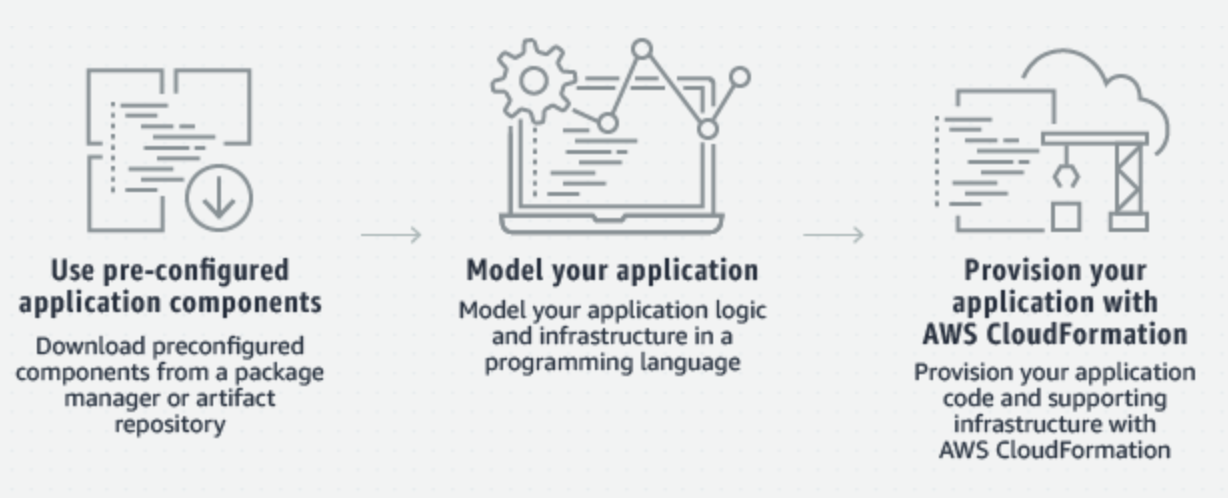 Use pre-configured
application components
Download preconfigured
components from a package
manager or artifact
repository
Model your application
Model your application logic
and infrastructure in a
programming language
Provision your
application with
AWS CloudFormation
Provision your application
code and supporting
infrastructure with
AWS CloudFormation